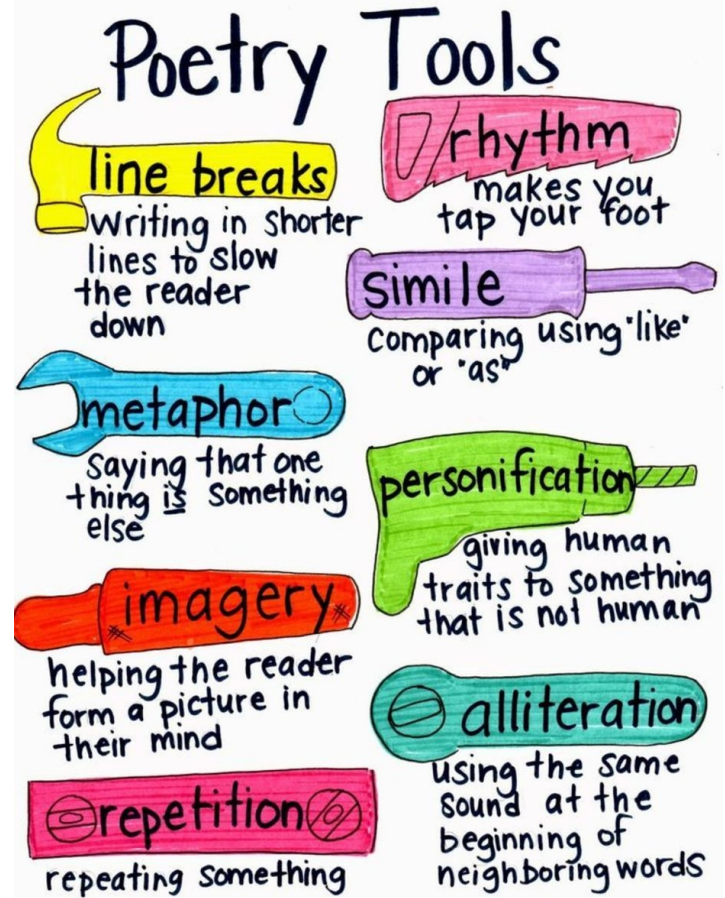 Poetry Tools
line breaks
writing in shorter
lines to slow
the reader
down
rhythm
makes you
tap your foot
simile
comparing using "like"
or "as"
metaphor
saying that one
thing is something
else
personification
giving human
traits to something
that is not human
imagery
helping the reader
form a picture in
their mind
alliteration
using the same
sound at the
beginning of
neighboring words
repetition
repeating something